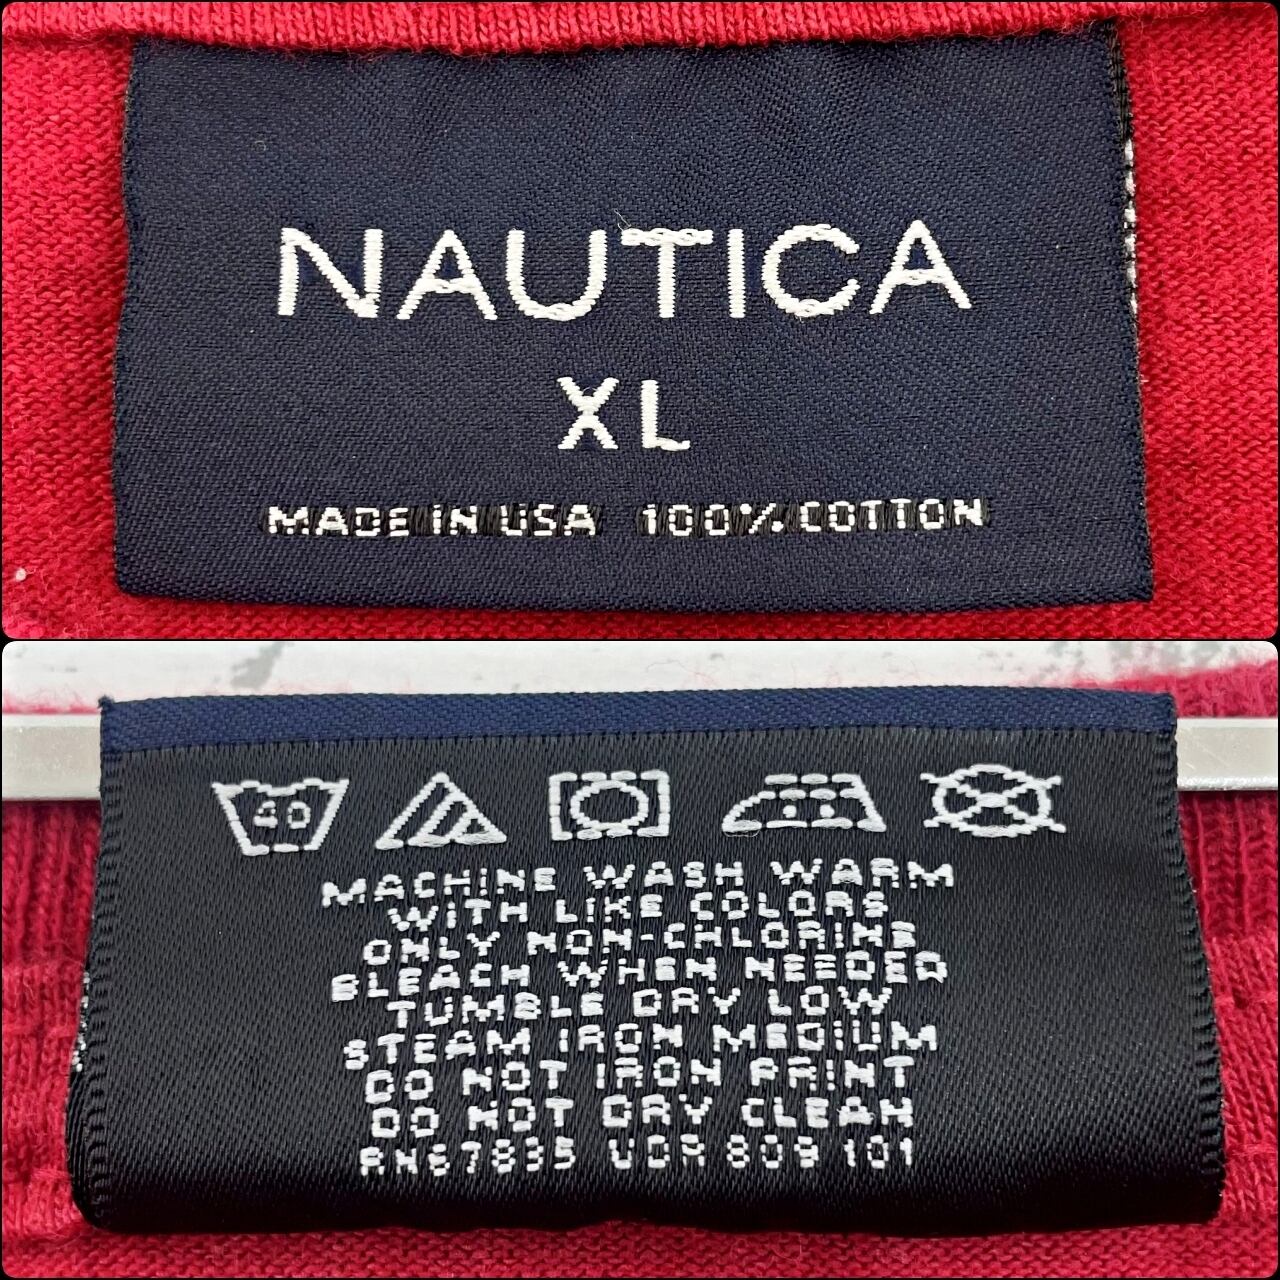 NAUTICA
XL
MADE IN USA 100% COTTON
40
MACHINE WASH WARM
WITH LIKE COLORS
ONLY NON-CHLORINE
BLEACH WHEN NEEDED
TUMBLE DRY LOW
STEAM IRON MEDIUM
DO NOT IRON PRINT
DO NOT DRY CLEAN
RN67835 VDR 809 101